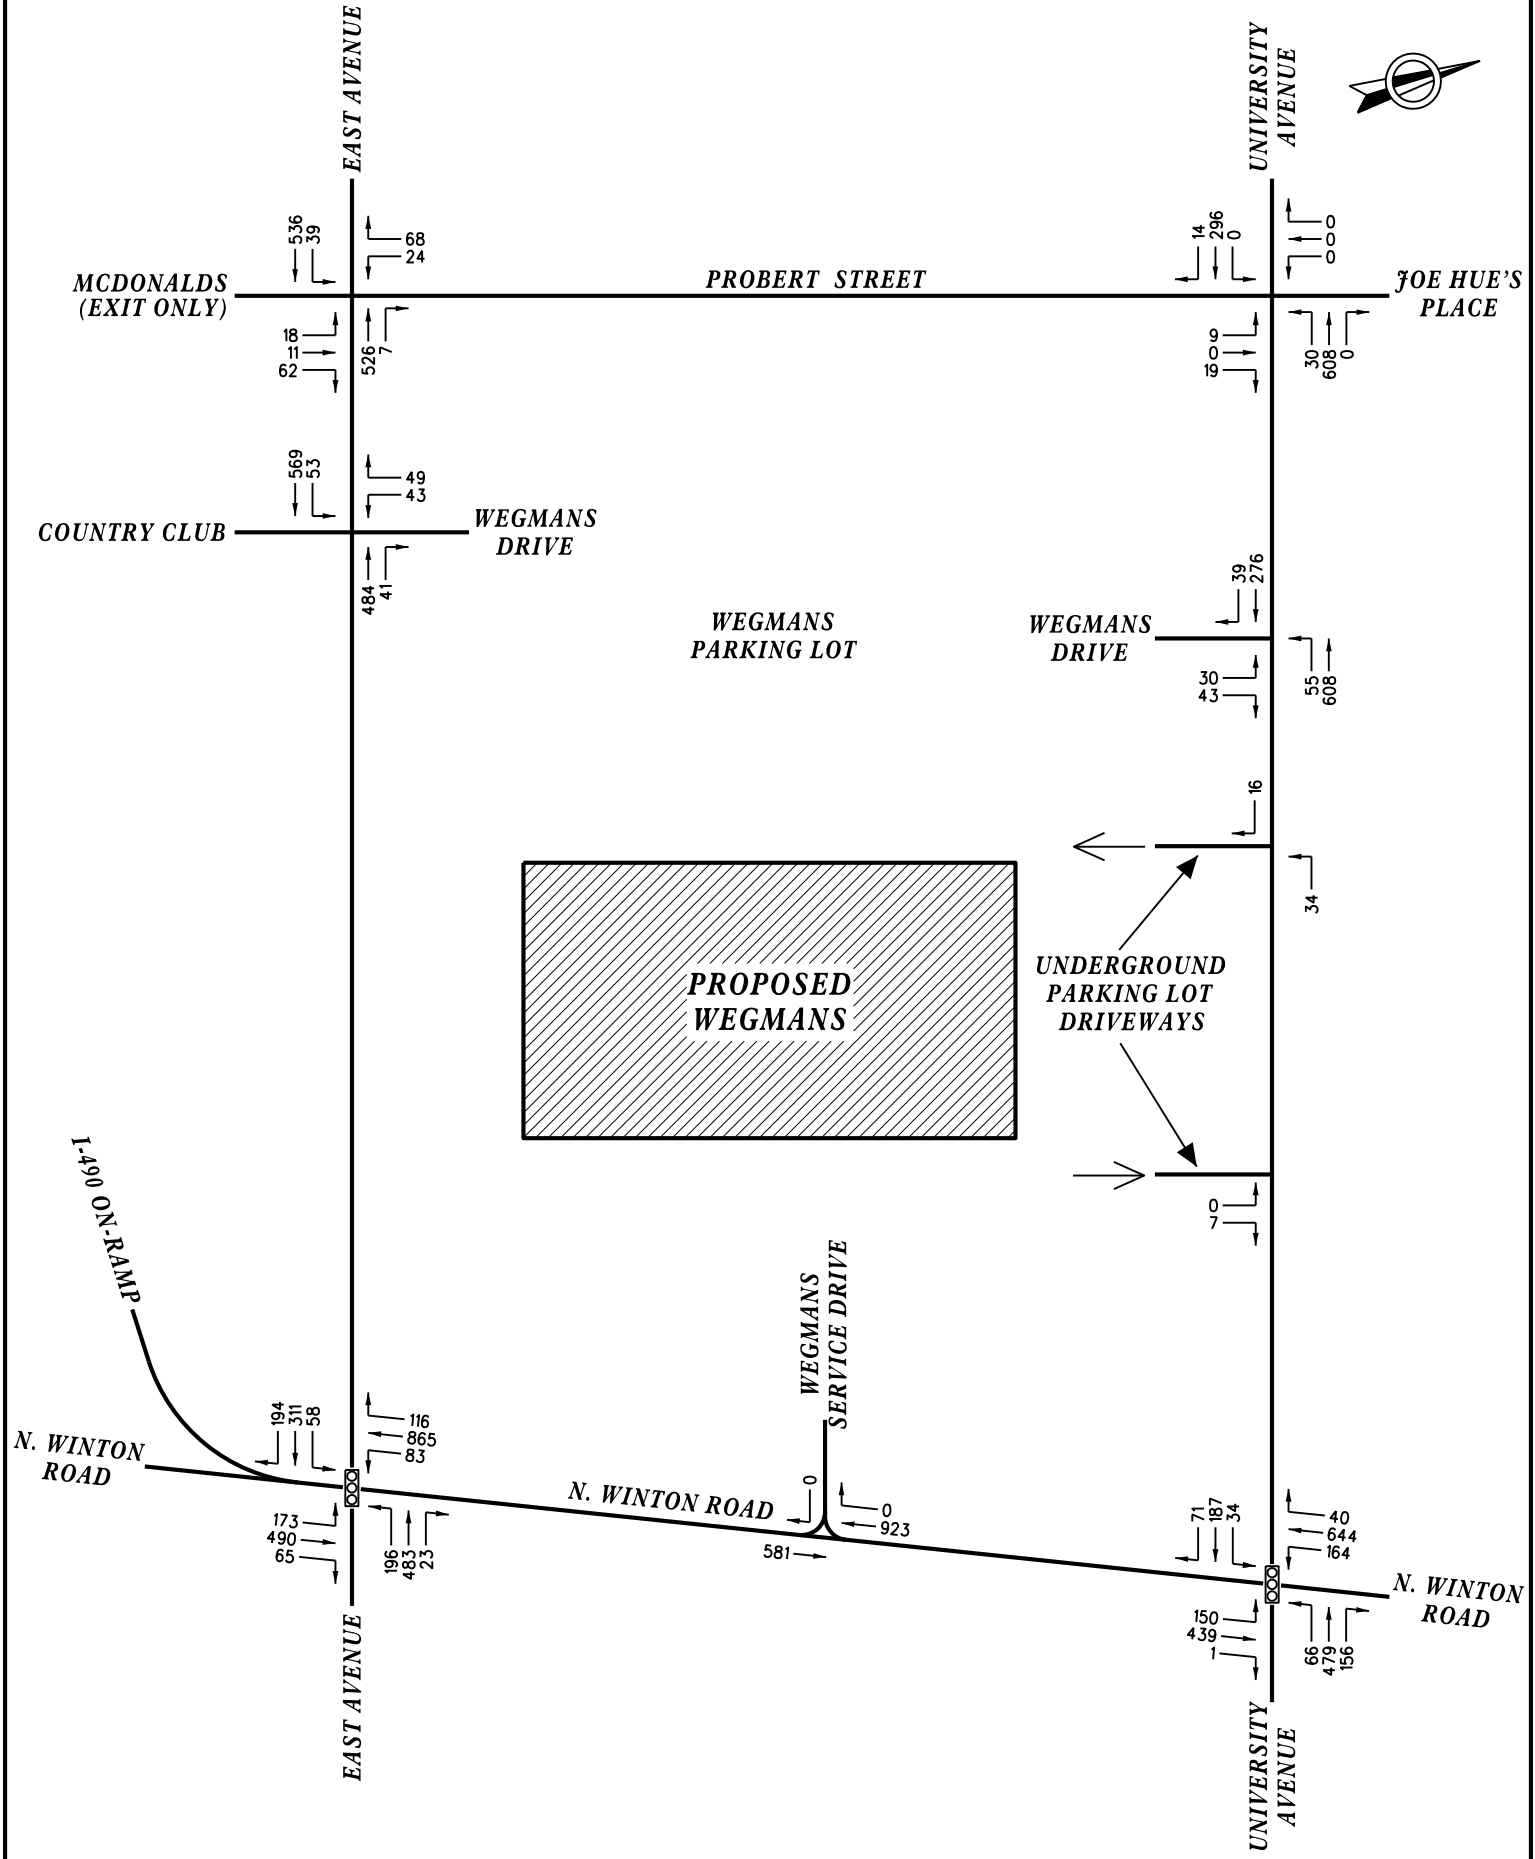 EAST AVENUE
UNIVERSITY
AVENUE
536
39
68
24
14
296
0
0
0
0
MCDONALDS
(EXIT ONLY)
PROBERT STREET
JOE HUE'S
PLACE
18
11
62
526
7
9
0
19
30
608
0
569
53
49
43
COUNTRY CLUB
WEGMANS
DRIVE
484
41
39
276
WEGMANS
PARKING LOT
WEGMANS
DRIVE
30
43
55
608
16
34
PROPOSED
WEGMANS
UNDERGROUND
PARKING LOT
DRIVEWAYS
0
7
I-490 ON-RAMP
WEGMANS
SERVICE DRIVE
194
311
58
116
865
83
N. WINTON
ROAD
N. WINTON ROAD
0
0
923
581
173
490
65
196
483
23
71
187
34
40
644
164
N. WINTON
ROAD
150
439
1
66
479
156
EAST AVENUE
UNIVERSITY
AVENUE